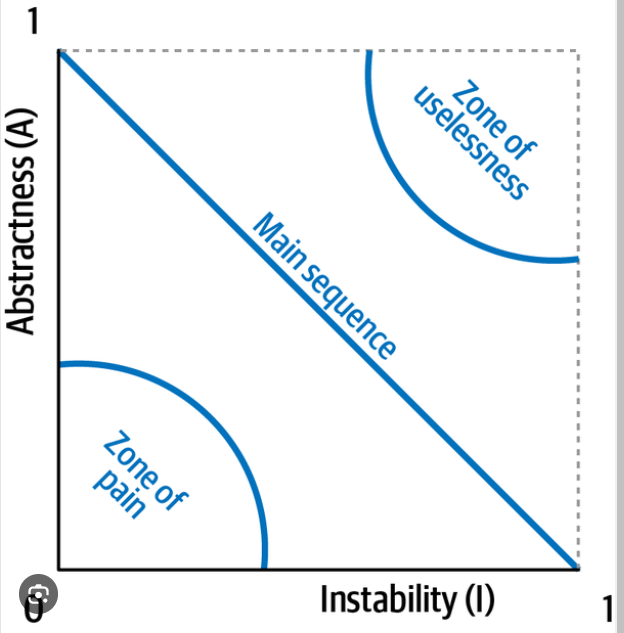 1
Abstractness (A)
Zone of
uselessness
Main sequence
Zone of
pain
0
Instability (I)
1